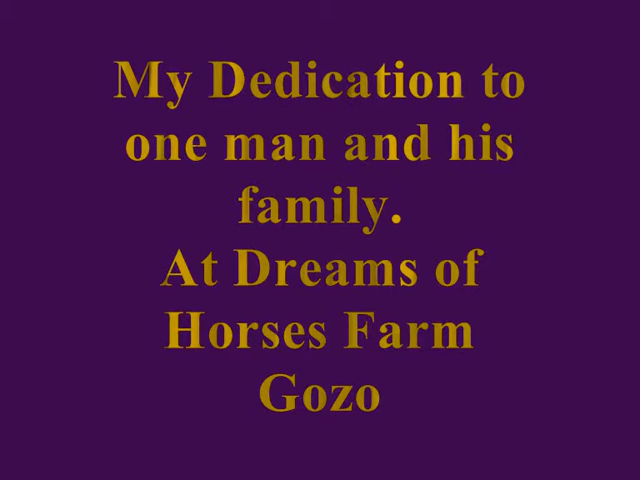 My Dedication to
one man and his
family.
At Dreams of
Horses Farm
Gozo